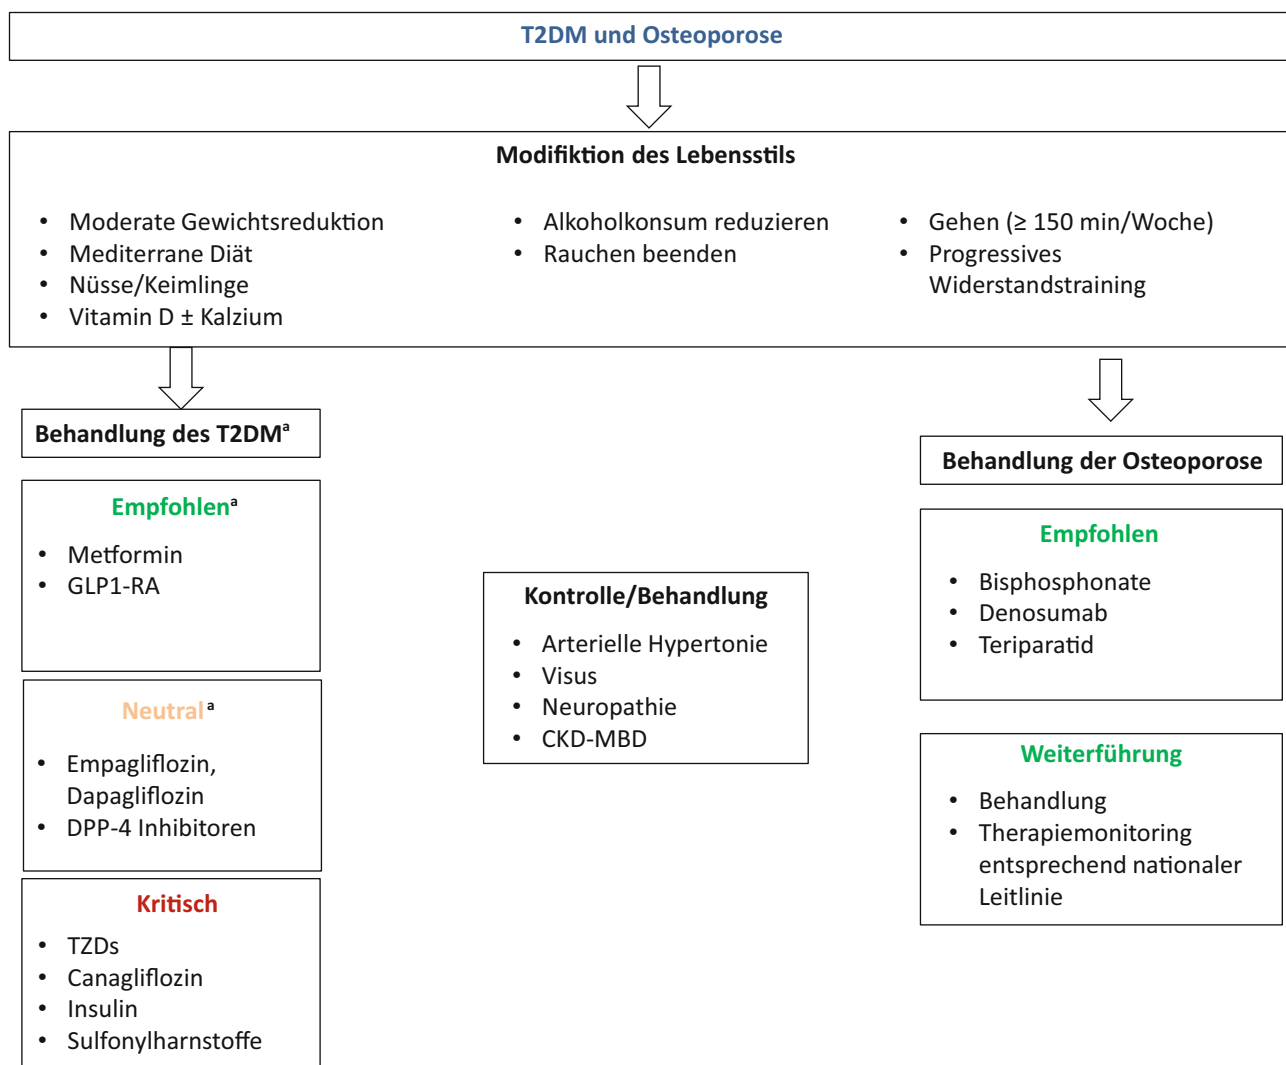 T2DM und Osteoporose
Modifiktion des Lebensstils
• Moderate Gewichtsreduktion
• Mediterrane Diät
• Nüsse/Keimlinge
• Vitamin D ± Kalzium
• Alkoholkonsum reduzieren
• Rauchen beenden
• Gehen (≥ 150 min/Woche)
• Progressives
Widerstandstraining
Behandlung des T2DMᵃ
Empfohlenᵃ
• Metformin
• GLP1-RA
Neutralᵃ
• Empagliflozin,
Dapagliflozin
• DPP-4 Inhibitoren
Kritisch
• TZDs
• Canagliflozin
• Insulin
• Sulfonylharnstoffe
Kontrolle/Behandlung
• Arterielle Hypertonie
• Visus
• Neuropathie
• CKD-MBD
Behandlung der Osteoporose
Empfohlen
• Bisphosphonate
• Denosumab
• Teriparatid
Weiterführung
• Behandlung
• Therapiemonitoring
entsprechend nationaler
Leitlinie